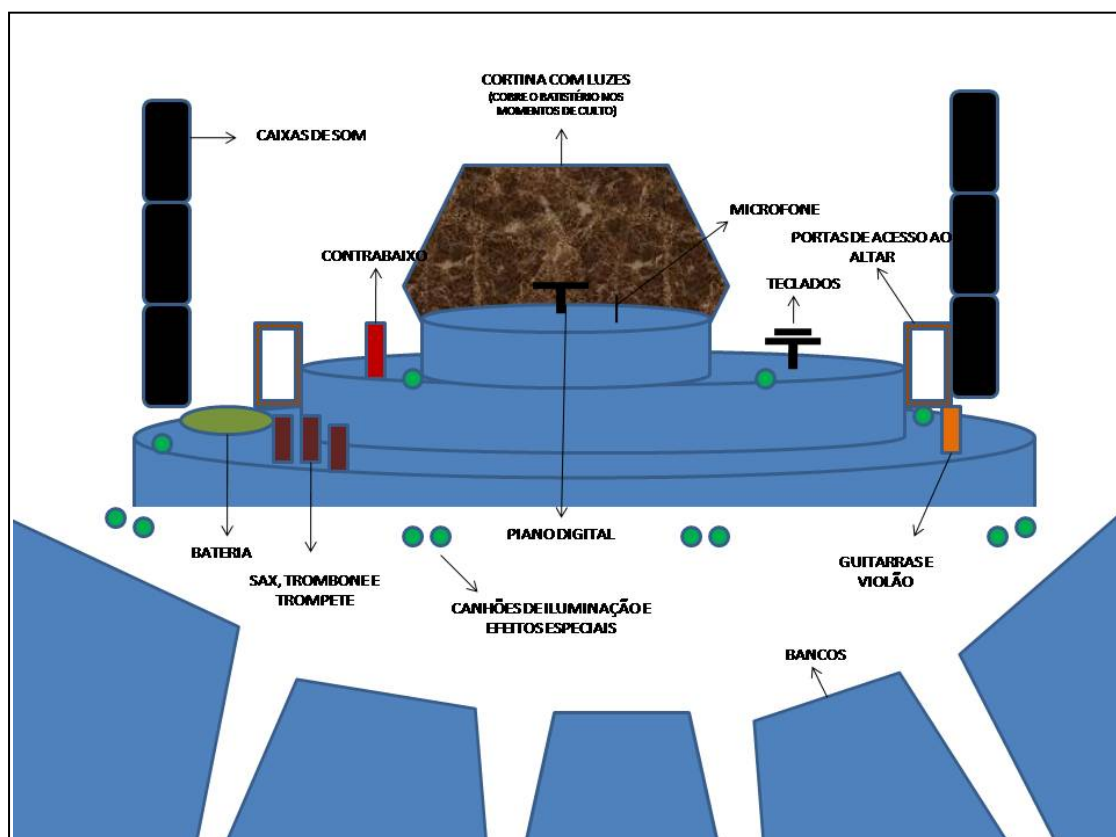 CORTINA COM LUZES
(COBRE O BATISTÉRIO NOS
MOMENTOS DE CULTO)
CAIXAS DE SOM
MICROFONE
PORTAS DE ACESSO AO
ALTAR
CONTRABAIXO
TECLADOS
PIANO DIGITAL
BATERIA
GUITARRAS E
VIOLÃO
SAX, TROMBONE E
TROMPETE
CANHÕES DE ILUMINAÇÃO E
EFEITOS ESPECIAIS
BANCOS